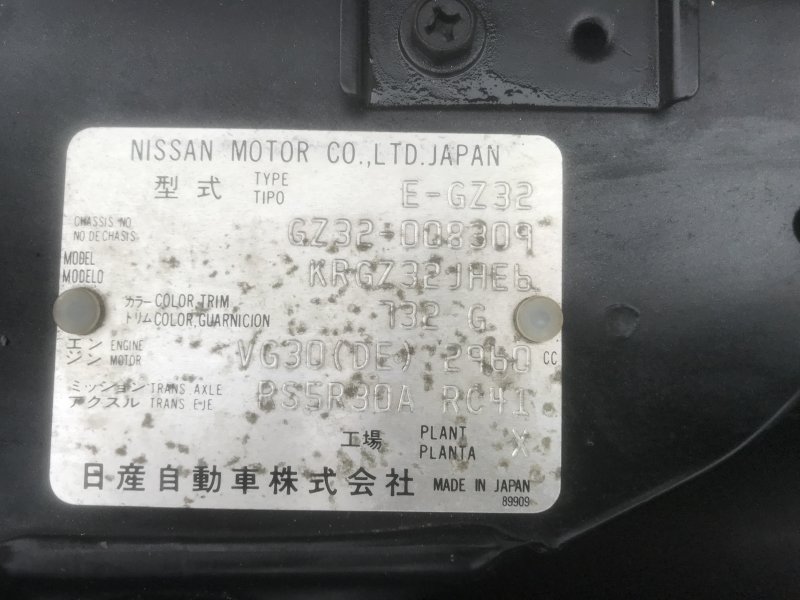 NISSAN MOTOR CO.,LTD.JAPAN
型式 TYPE TIPO E-GZ32
CHASSIS NO NO DE CHASIS GZ32-008309
MODEL MODELO KRGZ32JHE6
カラー COLOR,TRIM トリム COLOR,GUARNICION 732 G
エンジン ENGINE MOTOR VG30(DE) 2960 CC
ミッション TRANS.AXLE アクスル TRANS EJE RS5R30A RC41
工場 PLANT PLANTA X
日産自動車株式会社 MADE IN JAPAN
89909